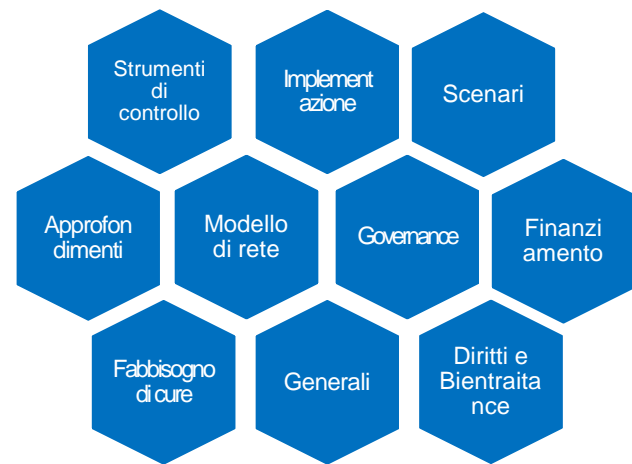 Strumenti
di
controllo
Implement
azione
Scenari
Approfon
dimenti
Modello
di rete
Governance
Finanzi
amento
Fabbisogno
di cure
Generali
Diritti e
Bientraita
nce